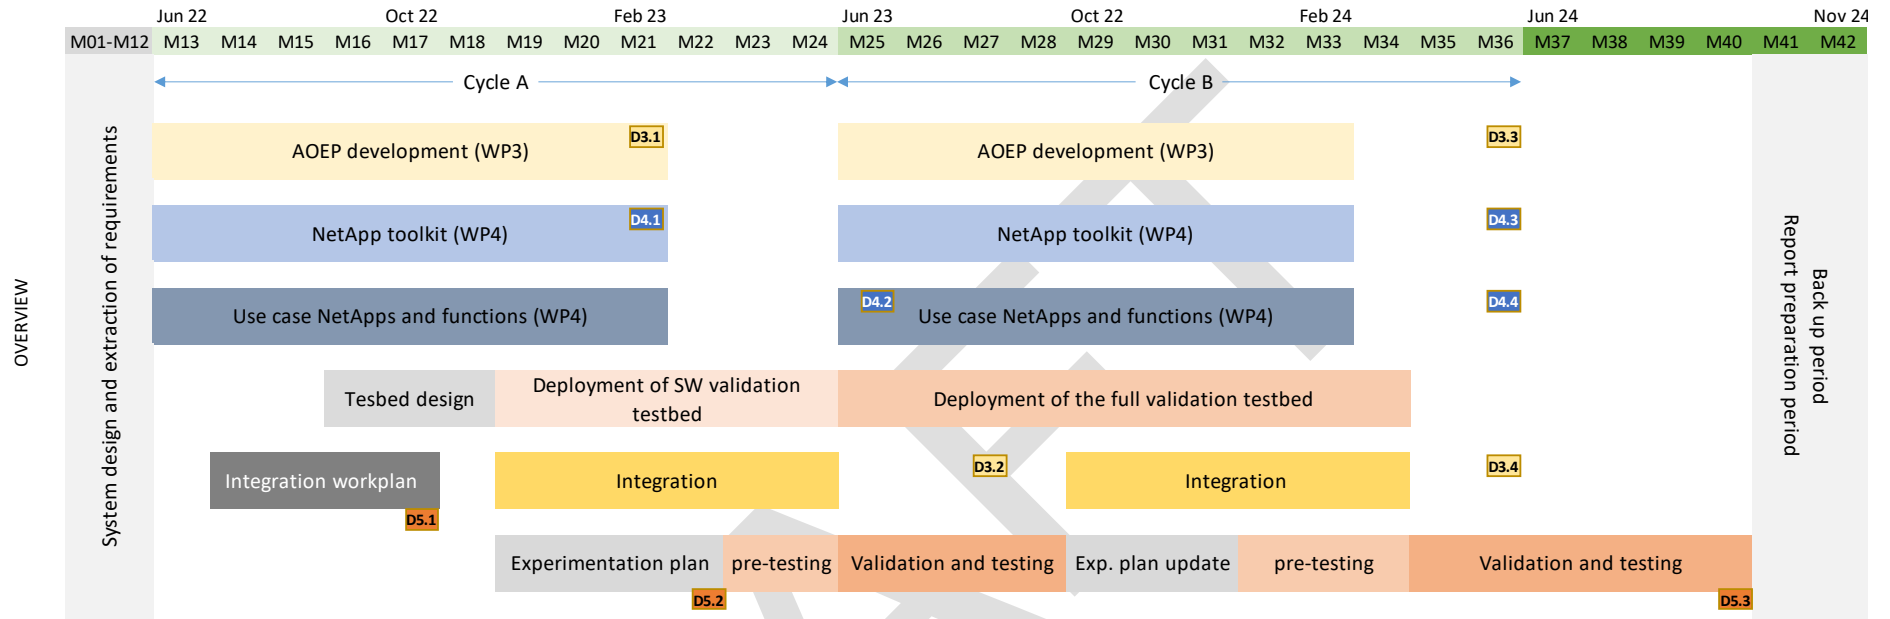 Jun 22 Oct 22 Feb 23 Jun 23 Oct 22 Feb 24 Jun 24 Nov 24
M01-M12 M13 M14 M15 M16 M17 M18 M19 M20 M21 M22 M23 M24 M25 M26 M27 M28 M29 M30 M31 M32 M33 M34 M35 M36 M37 M38 M39 M40 M41 M42
Cycle A Cycle B
OVERVIEW
System design and extraction of requirements
D3.1 D3.3
AOEP development (WP3) AOEP development (WP3)
D4.1 D4.3
NetApp toolkit (WP4) NetApp toolkit (WP4)
D4.2 D4.4
Use case NetApps and functions (WP4) Use case NetApps and functions (WP4)
Tesbed design
Deployment of SW validation
testbed
Deployment of the full validation testbed
D3.2 D3.4
Integration workplan Integration Integration
D5.1
Experimentation plan pre-testing Validation and testing Exp. plan update pre-testing Validation and testing
D5.2 D5.3
Back up period
Report preparation period